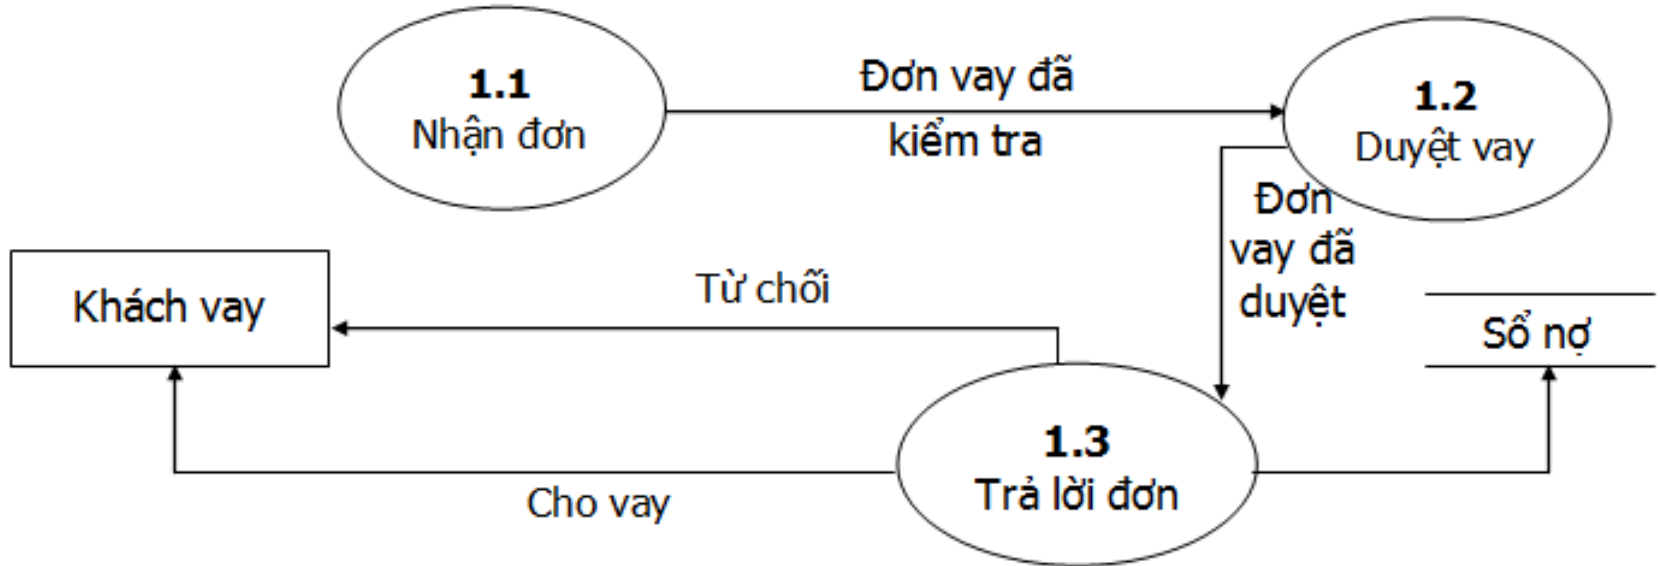 1.1
Nhận đơn
Đơn vay đã
kiểm tra
1.2
Duyệt vay
Đơn
vay đã
duyệt
Khách vay
Từ chối
Sổ nợ
1.3
Trả lời đơn
Cho vay